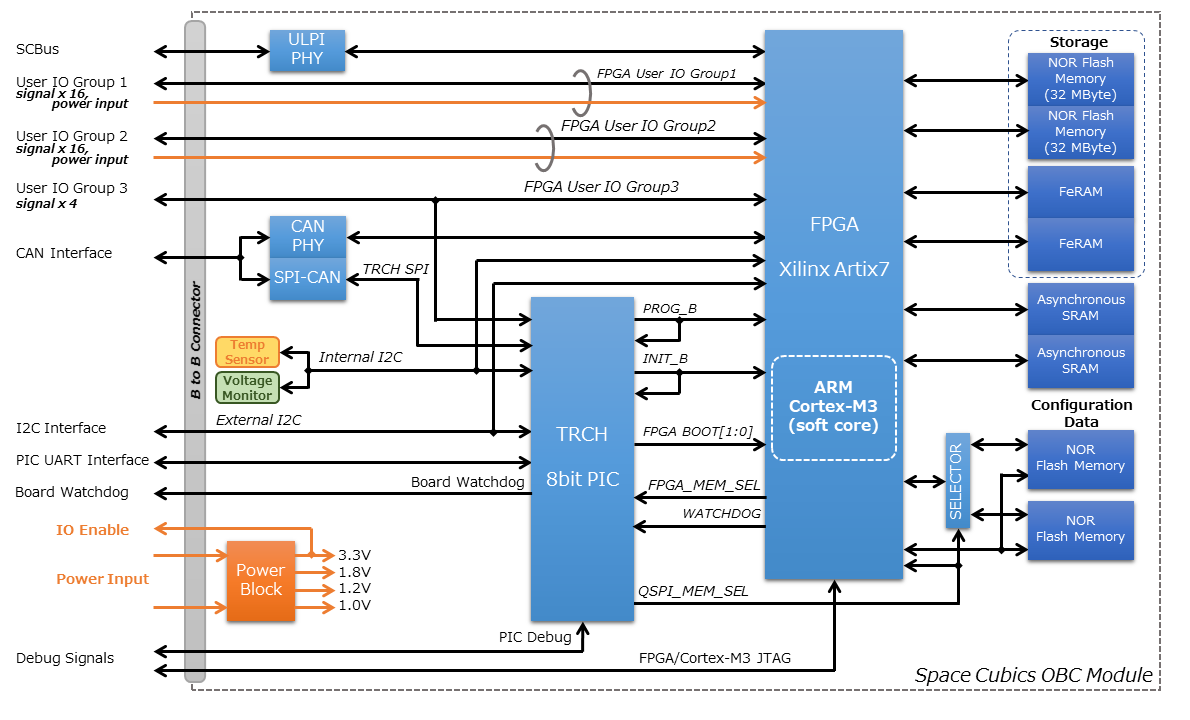 SCBus
User IO Group 1
signal x 16,
power input
User IO Group 2
signal x 16,
power input
User IO Group 3
signal x 4
CAN Interface
I2C Interface
PIC UART Interface
Board Watchdog
IO Enable
Power Input
Debug Signals
B to B Connector
ULPI
PHY
FPGA User IO Group1
FPGA User IO Group2
FPGA User IO Group3
CAN
PHY
SPI-CAN
TRCH SPI
Temp
Sensor
Voltage
Monitor
Internal I2C
External I2C
Board Watchdog
Power
Block
3.3V
1.8V
1.2V
1.0V
PIC Debug
FPGA/Cortex-M3 JTAG
TRCH
8bit PIC
PROG_B
INIT_B
FPGA BOOT[1:0]
FPGA_MEM_SEL
WATCHDOG
QSPI_MEM_SEL
FPGA
Xilinx Artix7
ARM
Cortex-M3
(soft core)
SELECTOR
Storage
NOR Flash
Memory
(32 MByte)
NOR Flash
Memory
(32 MByte)
FeRAM
FeRAM
Asynchronous
SRAM
Asynchronous
SRAM
Configuration
Data
NOR
Flash Memory
NOR
Flash Memory
Space Cubics OBC Module